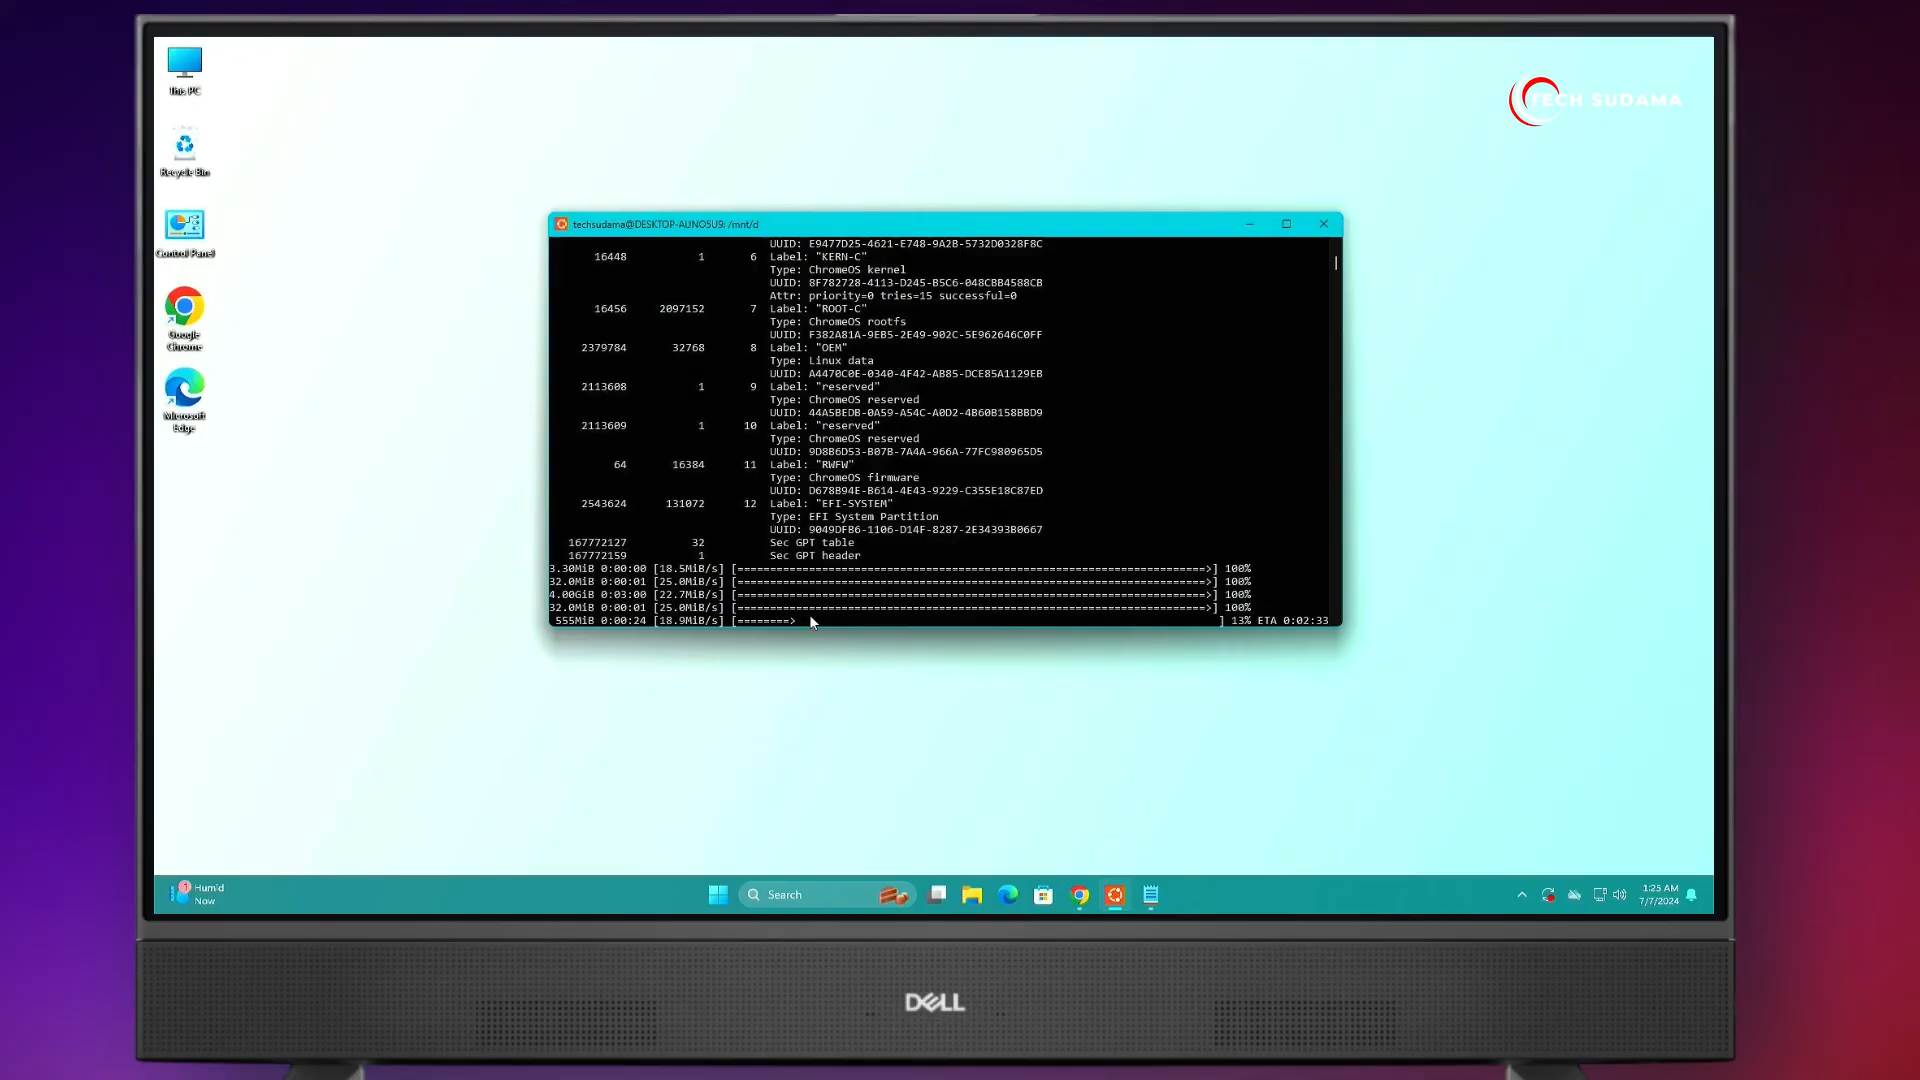 This PC
Recycle Bin
Control Panel
Google
Chrome
Microsoft
Edge
TECH SUDAMA
techsudama@DESKTOP-AUNO5U9: /mnt/d
UUID: E9477D25-4621-E748-9A2B-5732D0328F8C
16448 1 6 Label: "KERN-C"
Type: ChromeOS kernel
UUID: 8F782728-4113-D245-B5C6-048CBB4588CB
Attr: priority=0 tries=15 successful=0
16456 2097152 7 Label: "ROOT-C"
Type: ChromeOS rootfs
UUID: F382A81A-9EB5-2E49-902C-5E962646C0FF
2379784 32768 8 Label: "OEM"
Type: Linux data
UUID: A4470C0E-0340-4F42-AB85-DCE85A1129EB
2113608 1 9 Label: "reserved"
Type: ChromeOS reserved
UUID: 44A5BEDB-0A59-A54C-A0D2-4B60B158BBD9
2113609 1 10 Label: "reserved"
Type: ChromeOS reserved
UUID: 9D8B6D53-B07B-7A4A-966A-77FC980965D5
64 16384 11 Label: "RWFW"
Type: ChromeOS firmware
UUID: D678B94E-B614-4E43-9229-C355E18C87ED
2543624 131072 12 Label: "EFI-SYSTEM"
Type: EFI System Partition
UUID: 9049DFB6-1106-D14F-8287-2E34393B0667
167772127 32 Sec GPT table
167772159 1 Sec GPT header
3.30MiB 0:00:00 [18.5MiB/s] [========================================================================>] 100%
32.0MiB 0:00:01 [25.0MiB/s] [========================================================================>] 100%
4.00GiB 0:03:00 [22.7MiB/s] [========================================================================>] 100%
32.0MiB 0:00:01 [25.0MiB/s] [========================================================================>] 100%
555MiB 0:00:24 [18.9MiB/s] [========> ] 13% ETA 0:02:33
1
Humid
Now
Search
1:25 AM
7/7/2024
DELL